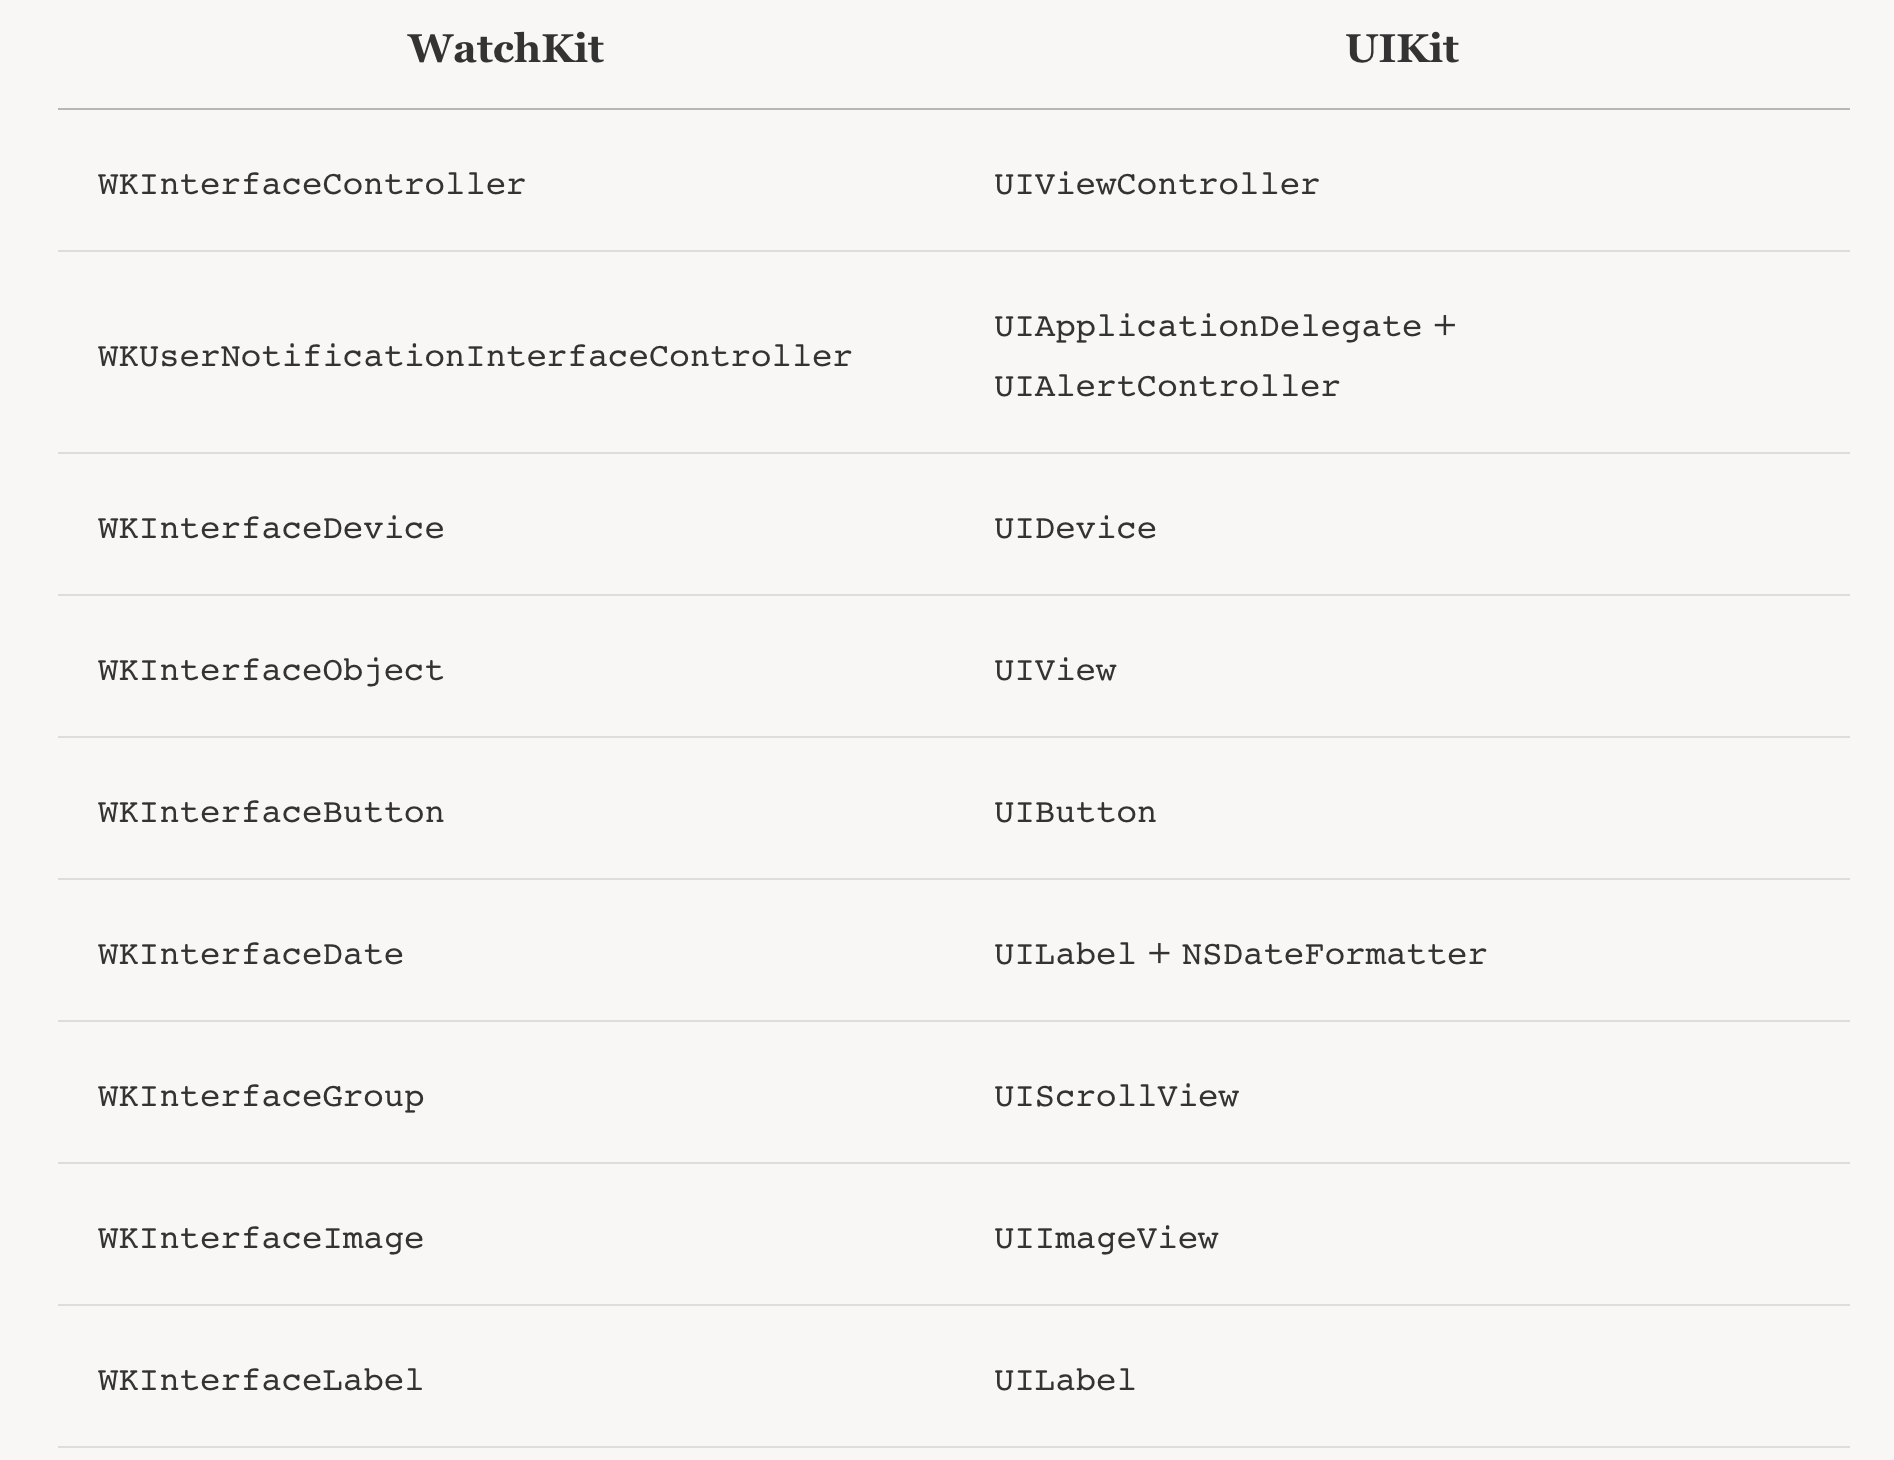 WatchKit UIKit
WKInterfaceController UIViewController
WKUserNotificationInterfaceController UIApplicationDelegate +
UIAlertController
WKInterfaceDevice UIDevice
WKInterfaceObject UIView
WKInterfaceButton UIButton
WKInterfaceDate UILabel + NSDateFormatter
WKInterfaceGroup UIScrollView
WKInterfaceImage UIImageView
WKInterfaceLabel UILabel